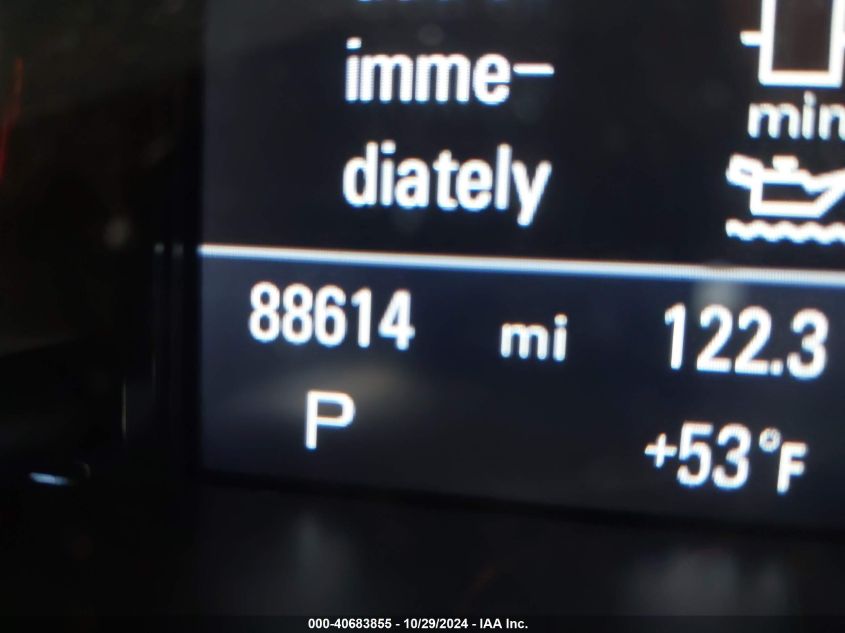 imme-
diately
min
88614 mi 122.3
P +53°F
000-40683855 - 10/29/2024 - IAA Inc.